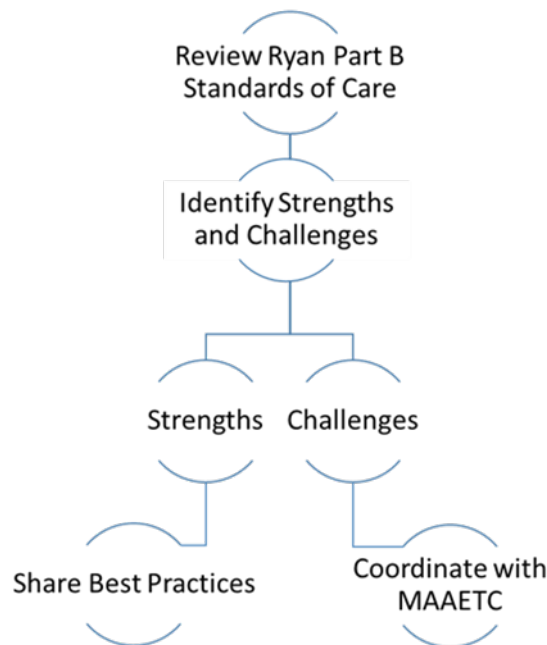 Review Ryan Part B
Standards of Care
Identify Strengths
and Challenges
Strengths
Challenges
Share Best Practices
Coordinate with
MAAETC